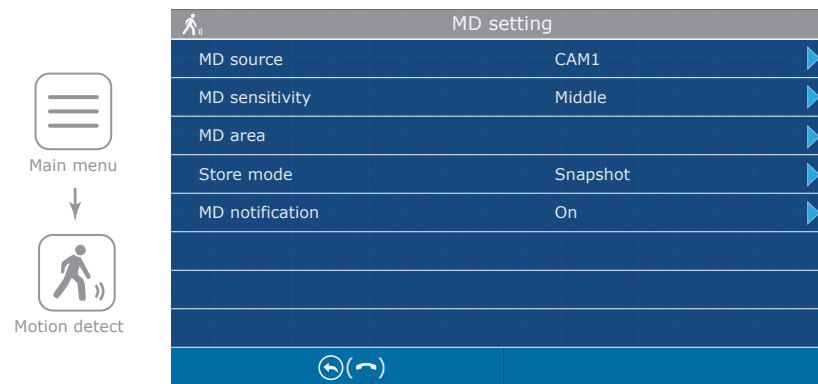 MD setting
MD source CAM1
MD sensitivity Middle
MD area
Store mode Snapshot
MD notification On
Main menu
Motion detect